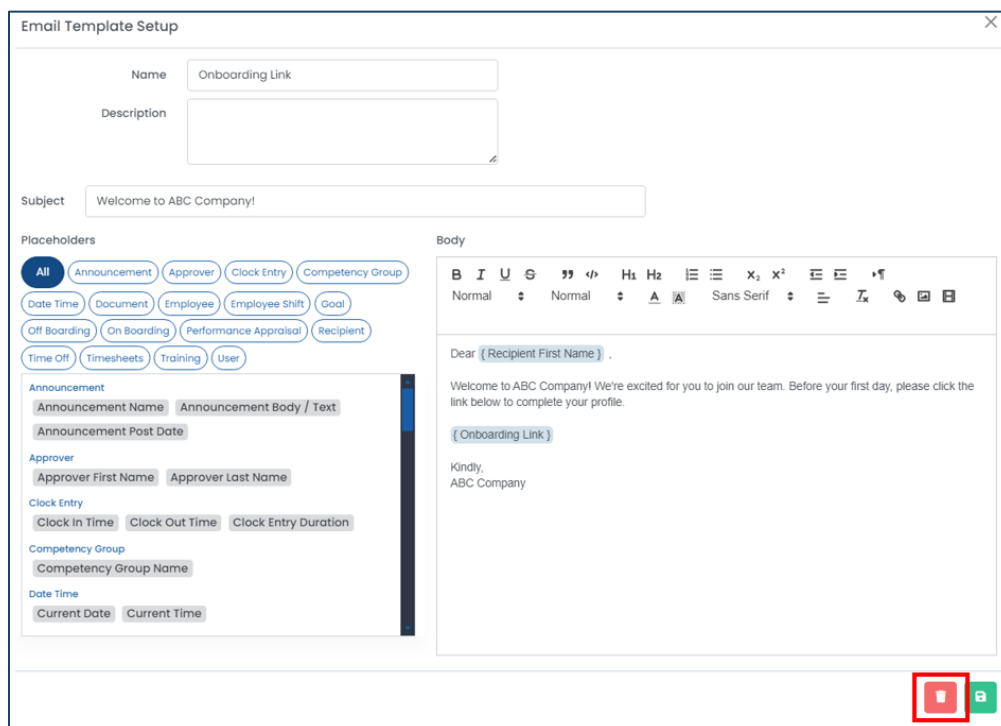 Email Template Setup
Name
Onboarding Link
Description
Subject
Welcome to ABC Company!
Placeholders
All Announcement Approver Clock Entry Competency Group
Date Time Document Employee Employee Shift Goal
Off Boarding On Boarding Performance Appraisal Recipient
Time Off Timesheets Training User
Announcement
Announcement Name Announcement Body / Text
Announcement Post Date
Approver
Approver First Name Approver Last Name
Clock Entry
Clock In Time Clock Out Time Clock Entry Duration
Competency Group
Competency Group Name
Date Time
Current Date Current Time
Body
B I U S H1 H2 X₂ X²
Normal Normal A A Sans Serif Tx
Dear { Recipient First Name } ,
Welcome to ABC Company! We're excited for you to join our team. Before your first day, please click the
link below to complete your profile.
{ Onboarding Link }
Kindly,
ABC Company